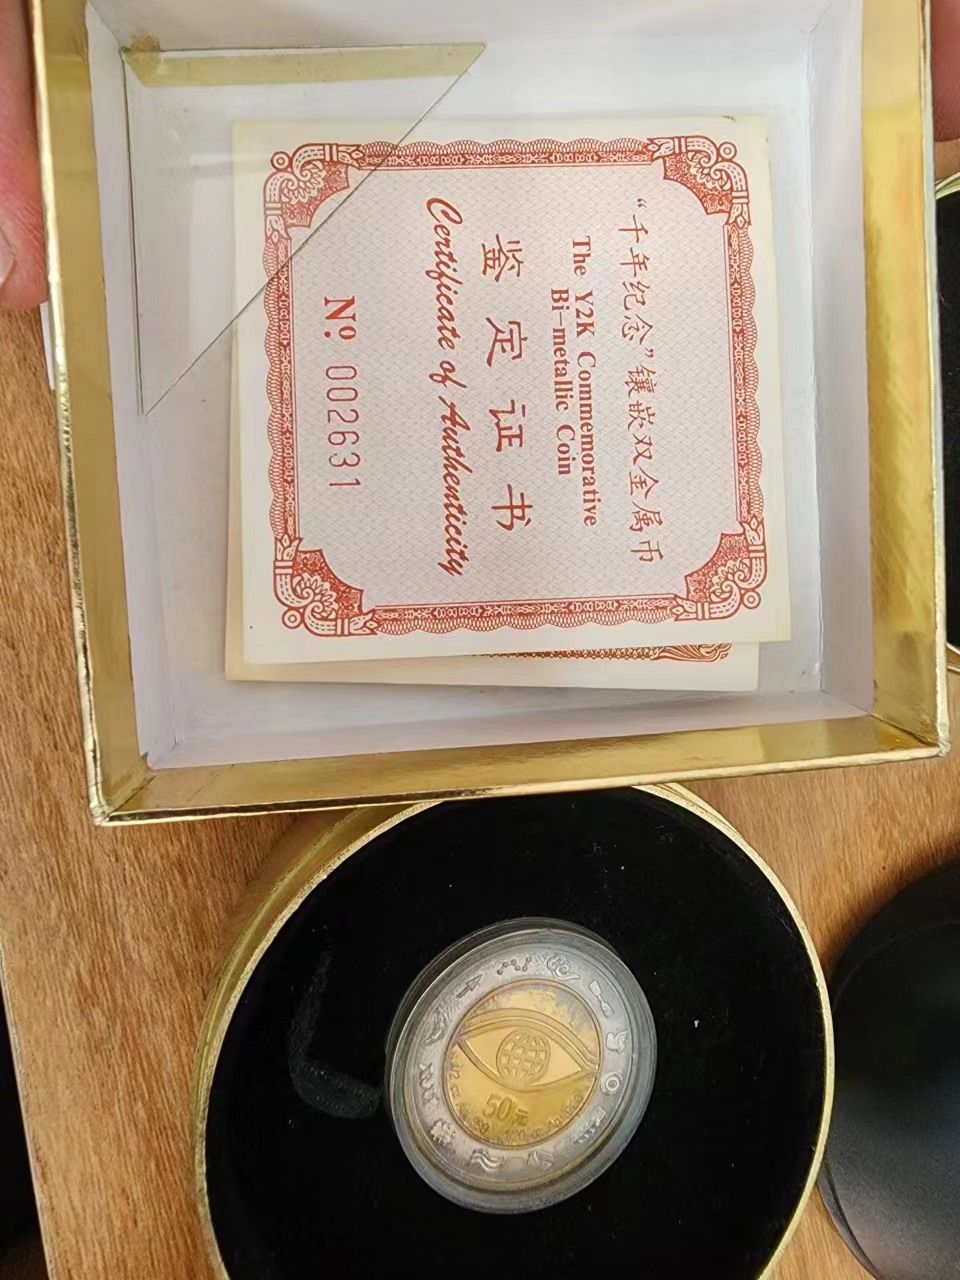 “千年纪念”镶嵌双金属币
The Y2K Commemorative
Bi-metallic Coin
鉴定证书
Certificate of Authenticity
Nº 002631
50元